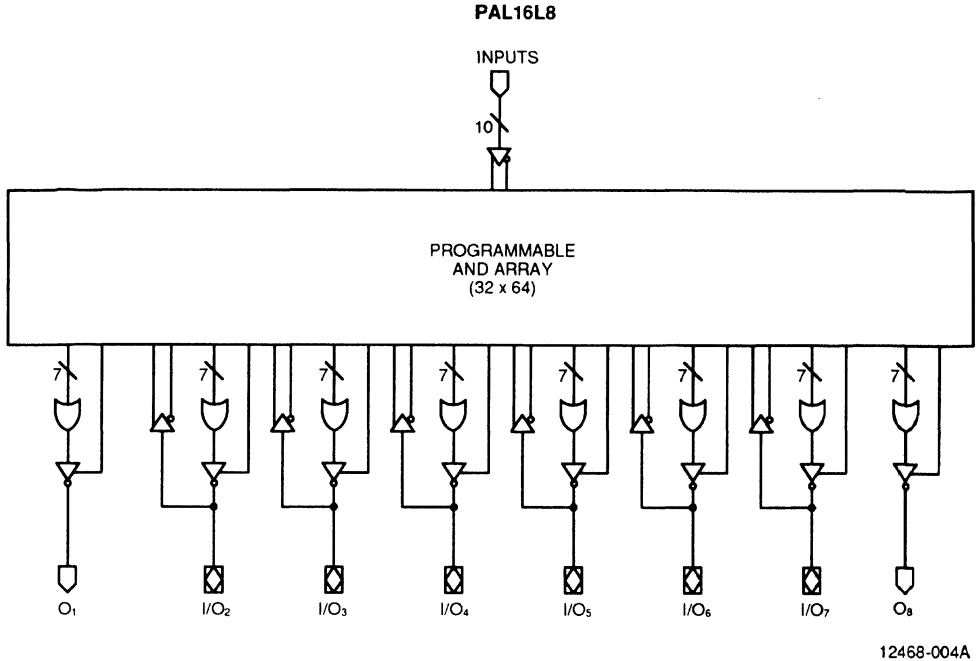 PAL16L8
INPUTS
10
PROGRAMMABLE
AND ARRAY
(32 x 64)
7 7 7 7 7 7 7 7
O₁ I/O₂ I/O₃ I/O₄ I/O₅ I/O₆ I/O₇ O₈
12468-004A